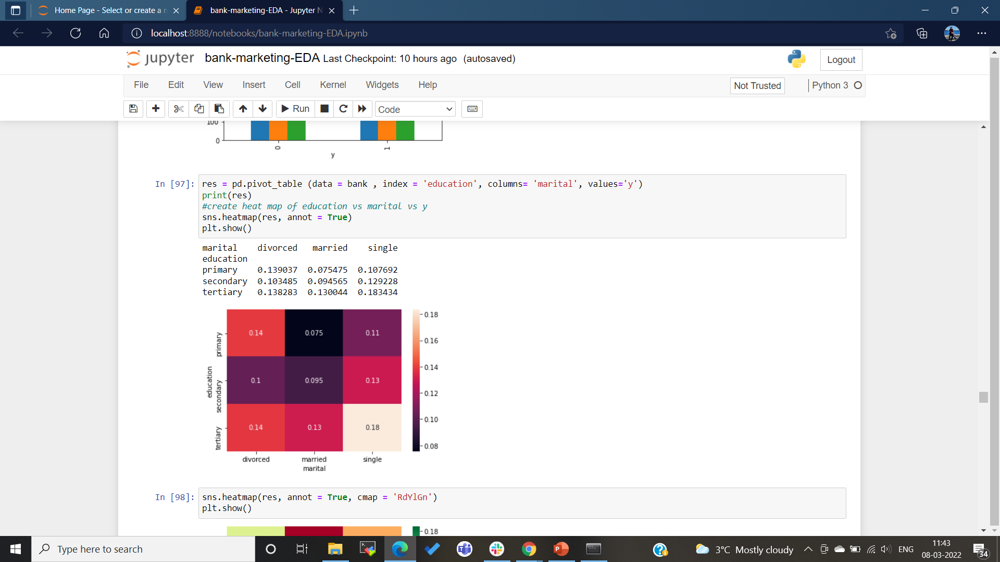 Home Page - Select or create a n
bank-marketing-EDA - Jupyter N
localhost:8888/notebooks/bank-marketing-EDA.ipynb
jupyter bank-marketing-EDA Last Checkpoint: 10 hours ago (autosaved)
Logout
File Edit View Insert Cell Kernel Widgets Help
Not Trusted
Python 3
Run
Code
100
0
0 1
y
In [97]:
res = pd.pivot_table (data = bank , index = 'education', columns= 'marital', values='y')
print(res)
#create heat map of education vs marital vs y
sns.heatmap(res, annot = True)
plt.show()
marital divorced married single
education
primary 0.139037 0.075475 0.107692
secondary 0.103485 0.094565 0.129228
tertiary 0.138283 0.130044 0.183434
0.14 0.075 0.11
0.1 0.095 0.13
0.14 0.13 0.18
primary
secondary
tertiary
education
divorced married single
marital
0.18
0.16
0.14
0.12
0.10
0.08
In [98]:
sns.heatmap(res, annot = True, cmap = 'RdYlGn')
plt.show()
0.18
Type here to search
3°C Mostly cloudy
ENG
11:43
08-03-2022
34